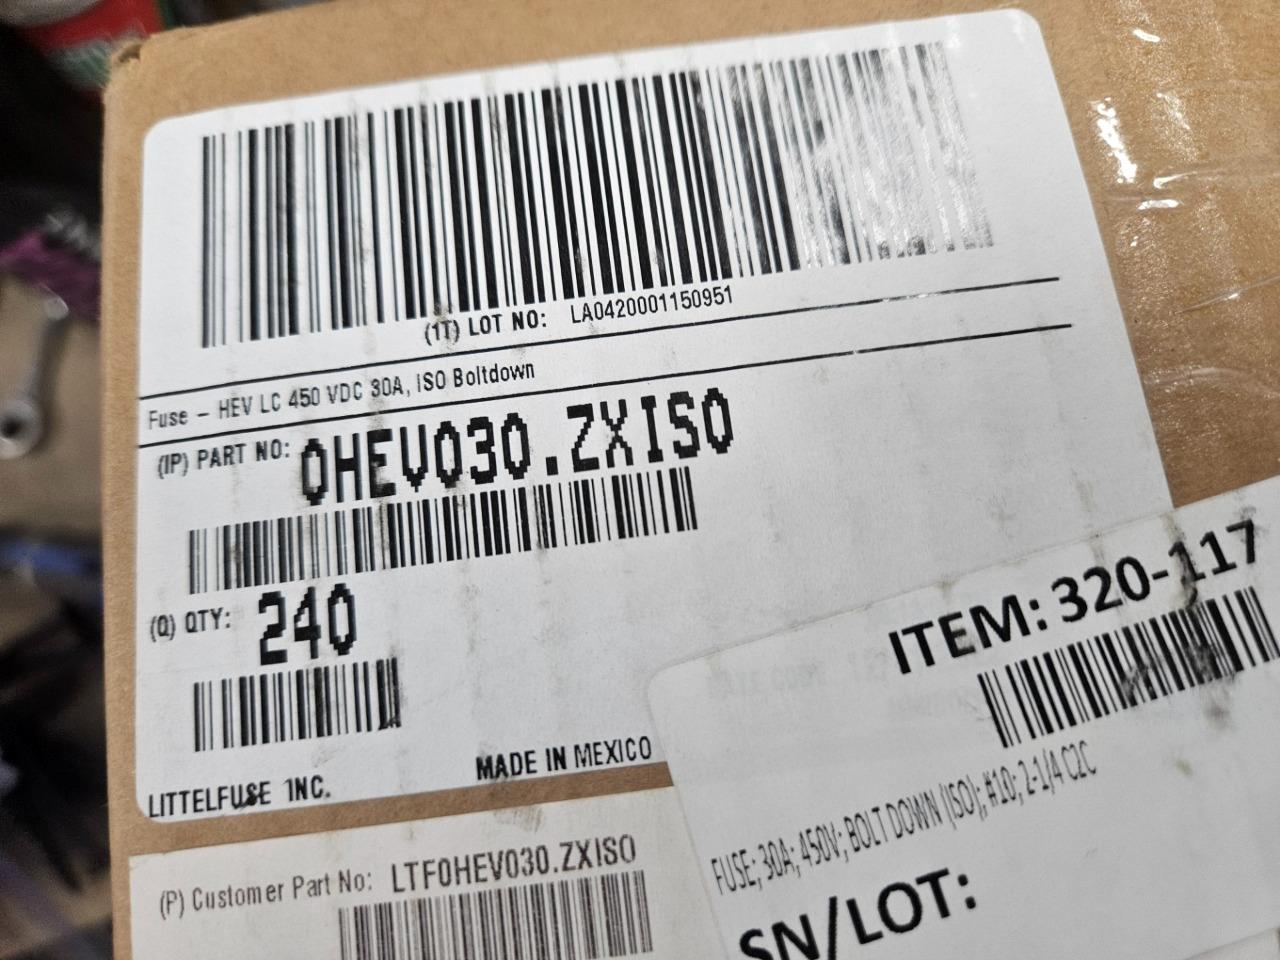 (1T) LOT NO: LA0420001150951
Fuse - HEV LC 450 VDC 30A, ISO Boltdown
(IP) PART NO: 0HEV030.ZXISO
(Q) QTY: 240
MADE IN MEXICO
LITTELFUSE INC.
(P) Customer Part No: LTF0HEV030.ZXISO
ITEM: 320-117
FUSE; 30A; 450V; BOLT DOWN (ISO); #10; 2-1/4 C2C
SN/LOT: